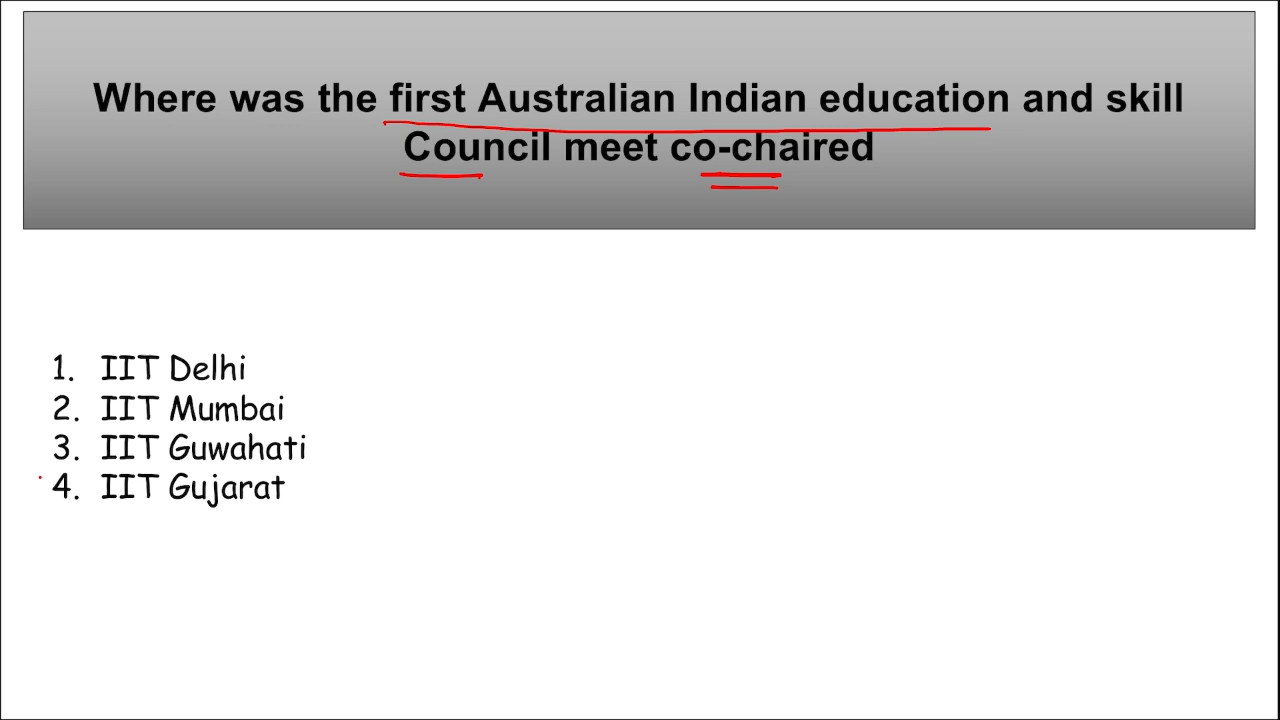 Where was the first Australian Indian education and skill
Council meet co-chaired
1. IIT Delhi
2. IIT Mumbai
3. IIT Guwahati
4. IIT Gujarat